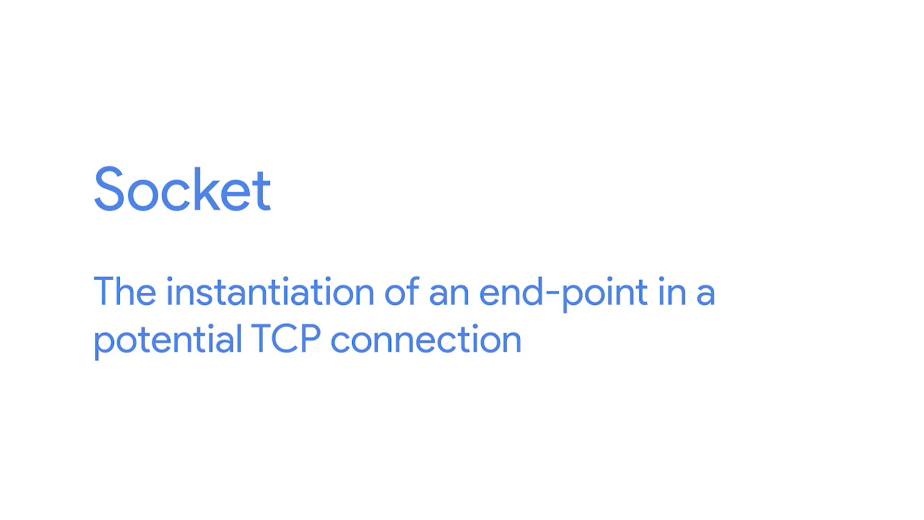 Socket
The instantiation of an end-point in a
potential TCP connection